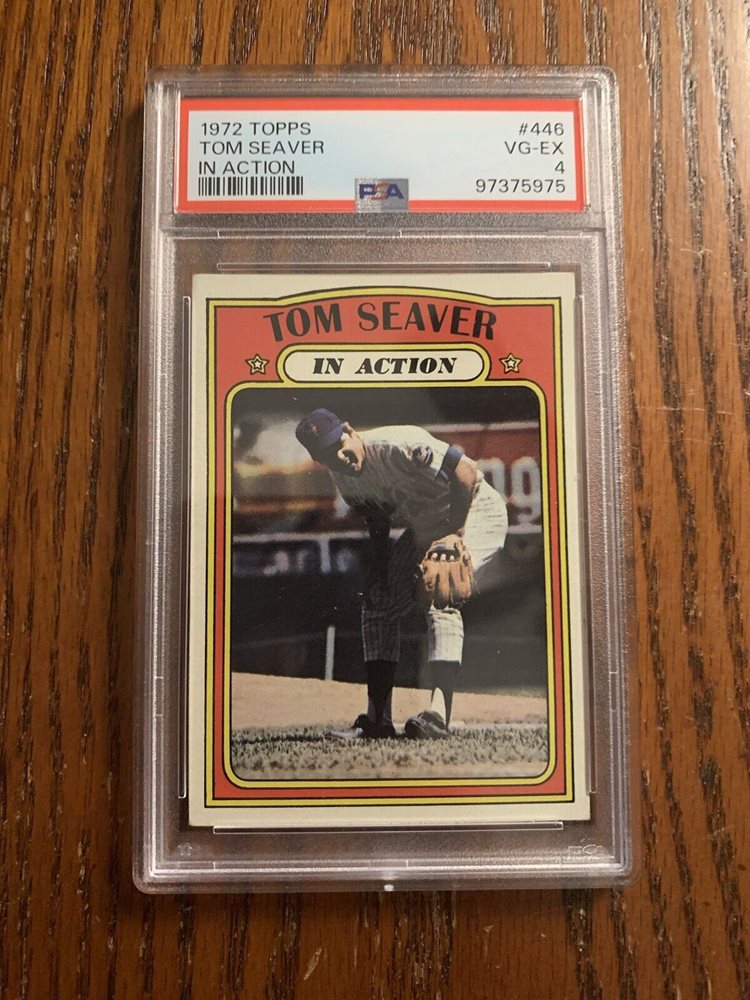 1972 TOPPS #446
TOM SEAVER VG-EX
IN ACTION 4
PSA 97375975
TOM SEAVER
IN ACTION